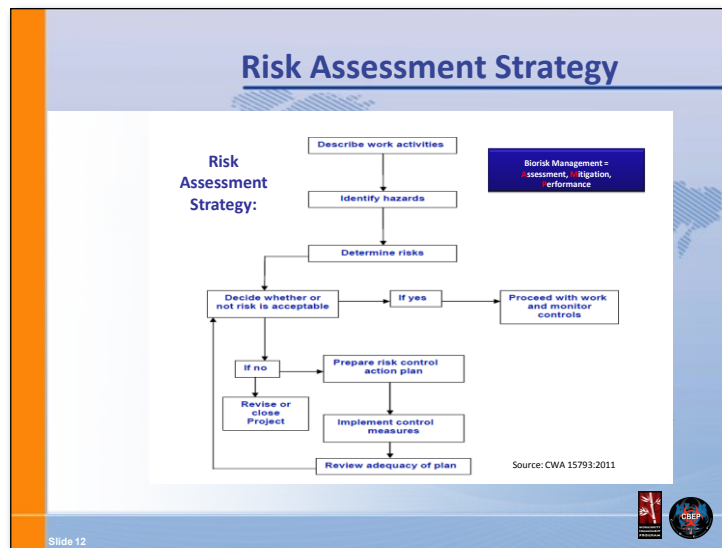 Risk Assessment Strategy
Risk
Assessment
Strategy:
Describe work activities
Biorisk Management =
Assessment, Mitigation,
Performance
Identify hazards
Determine risks
Decide whether or
not risk is acceptable
If yes
Proceed with work
and monitor
controls
If no
Prepare risk control
action plan
Revise or
close
Project
Implement control
measures
Review adequacy of plan
Source: CWA 15793:2011
CBEP
Slide 12